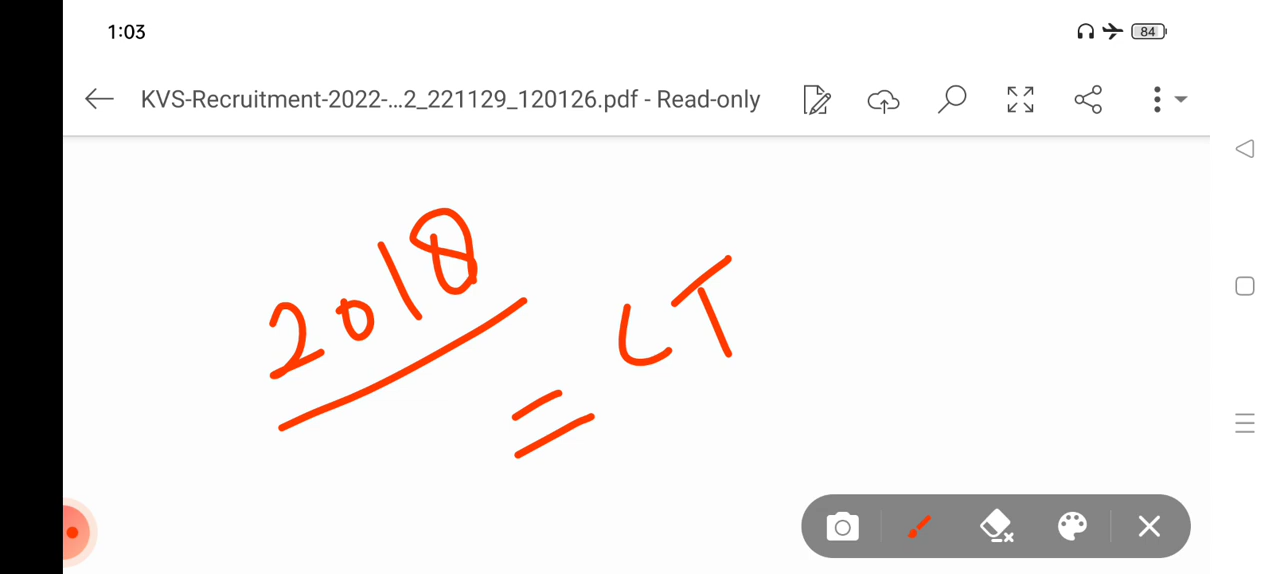 1:03
84
KVS-Recruitment-2022-...2_221129_120126.pdf - Read-only
2018
= LT